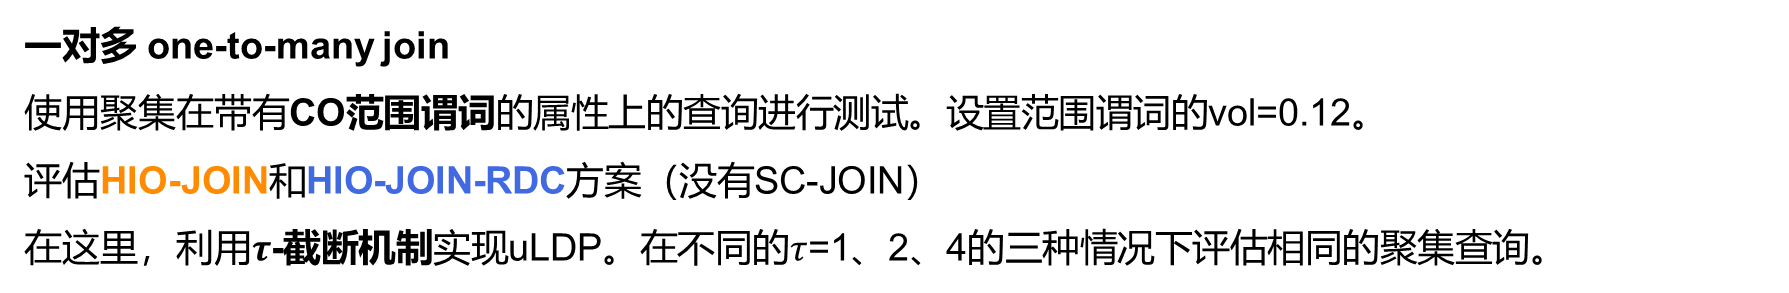 一对多 one-to-many join
使用聚集在带有CO范围谓词的属性上的查询进行测试。设置范围谓词的vol=0.12。
评估HIO-JOIN和HIO-JOIN-RDC方案（没有SC-JOIN）
在这里，利用τ-截断机制实现uLDP。在不同的τ=1、2、4的三种情况下评估相同的聚集查询。